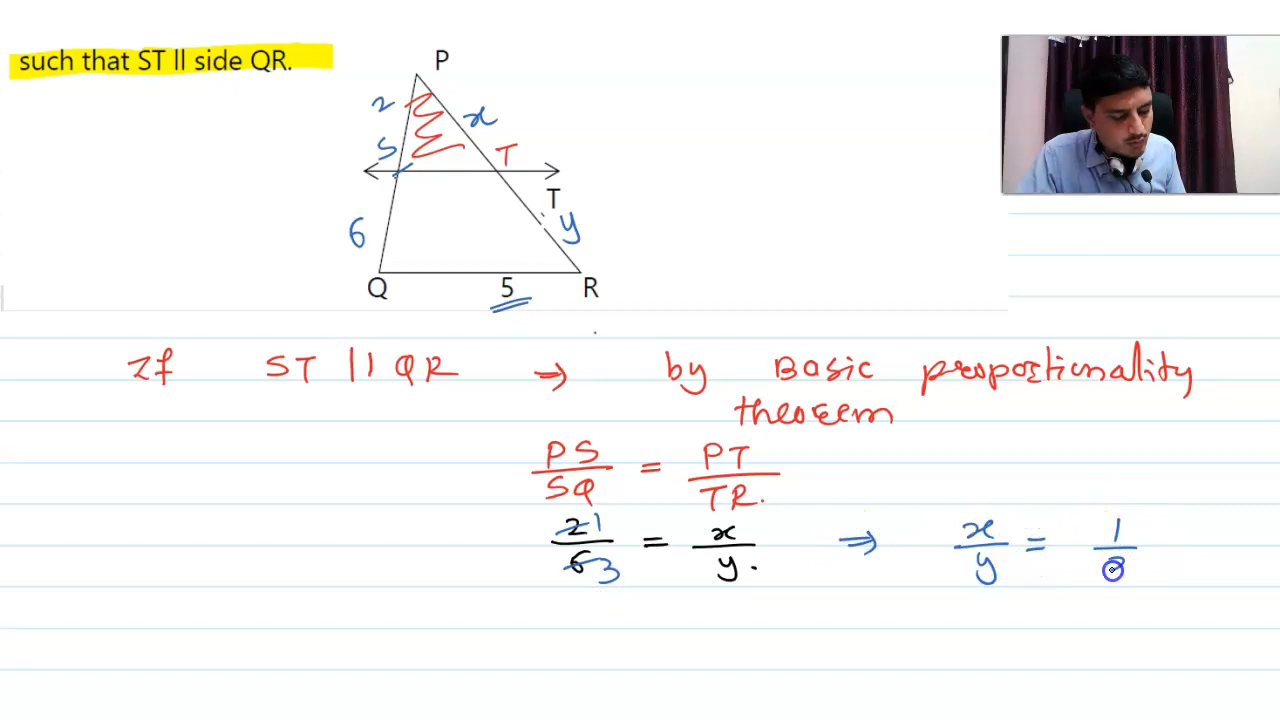 such that ST ll side QR.
P
2
x
S
T
T
6
y
Q
5
R
If ST || QR ⇒ by Basic proportionality
theorem
PS/SQ = PT/TR.
2 1/6 3 = x/y. ⇒ x/y = 1/